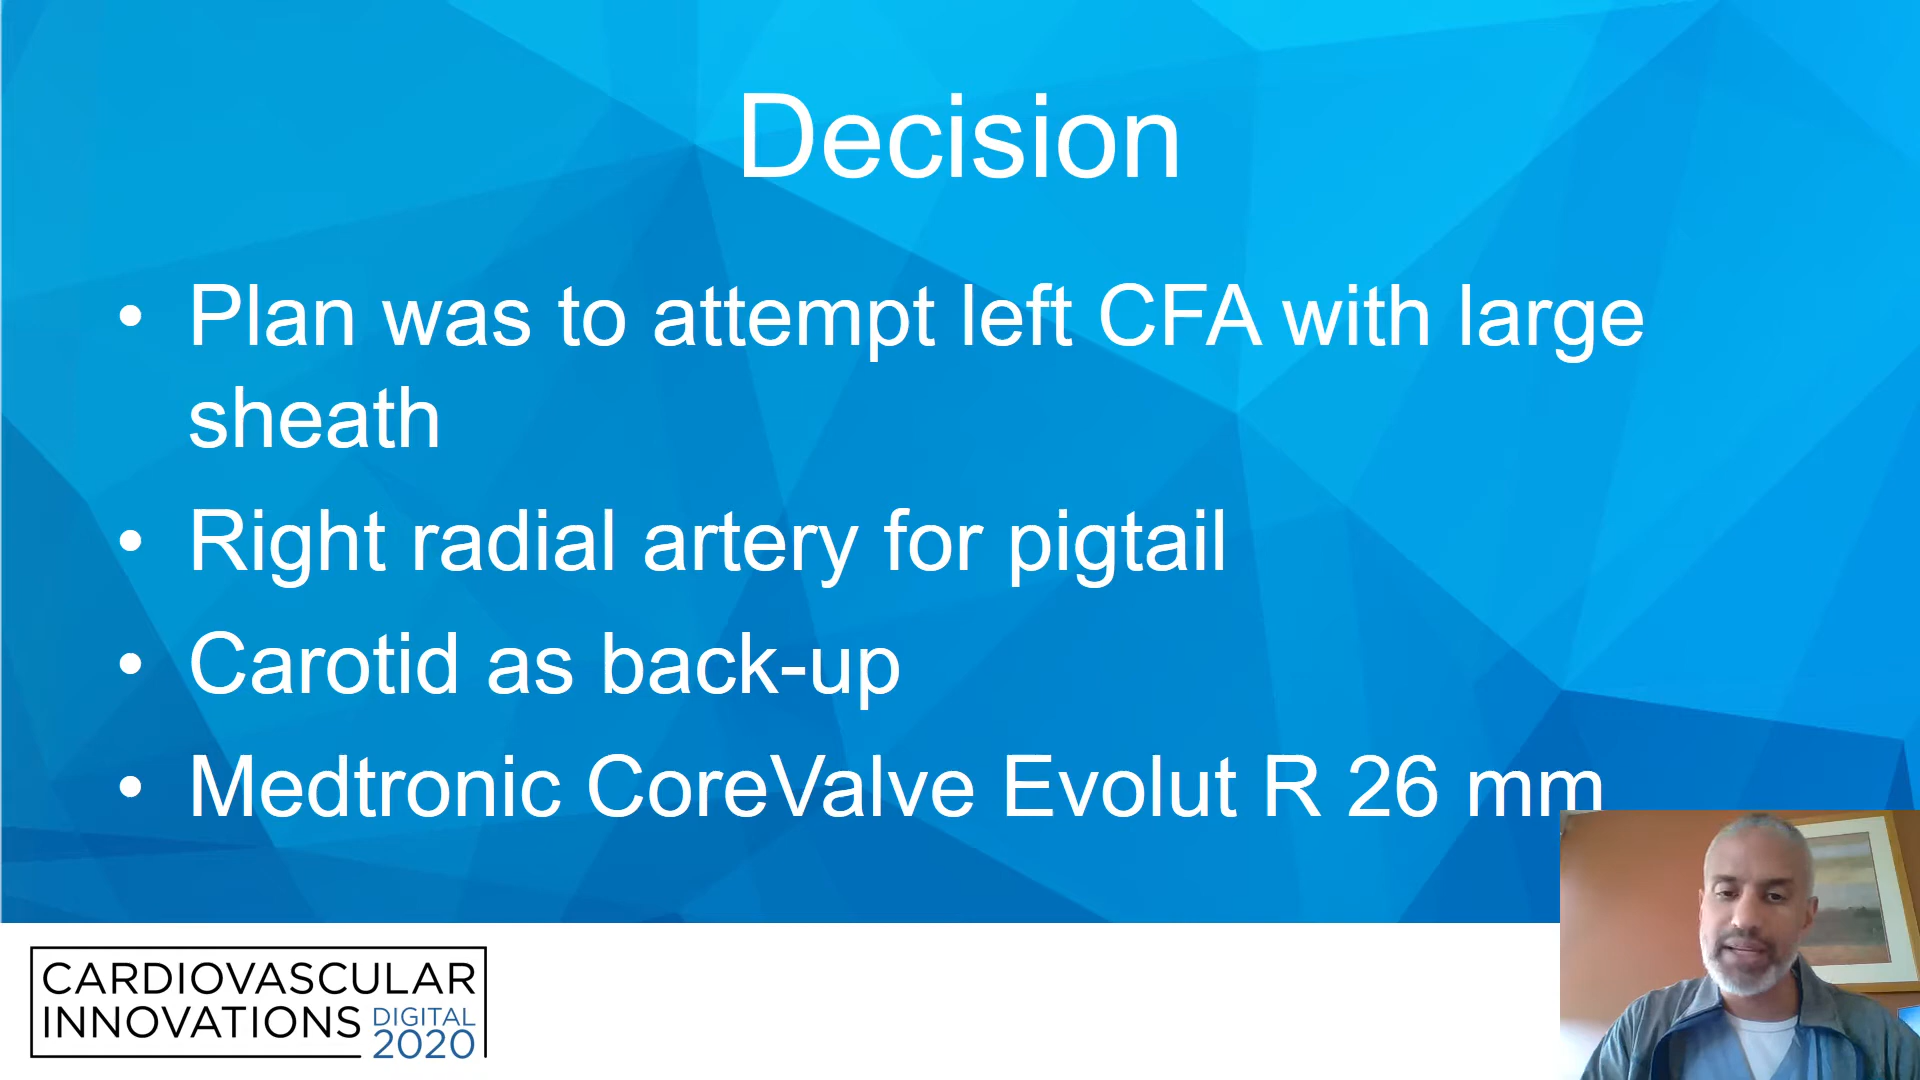 Decision
• Plan was to attempt left CFA with large
sheath
• Right radial artery for pigtail
• Carotid as back-up
• Medtronic CoreValve Evolut R 26 mm
CARDIOVASCULAR
INNOVATIONS DIGITAL
2020